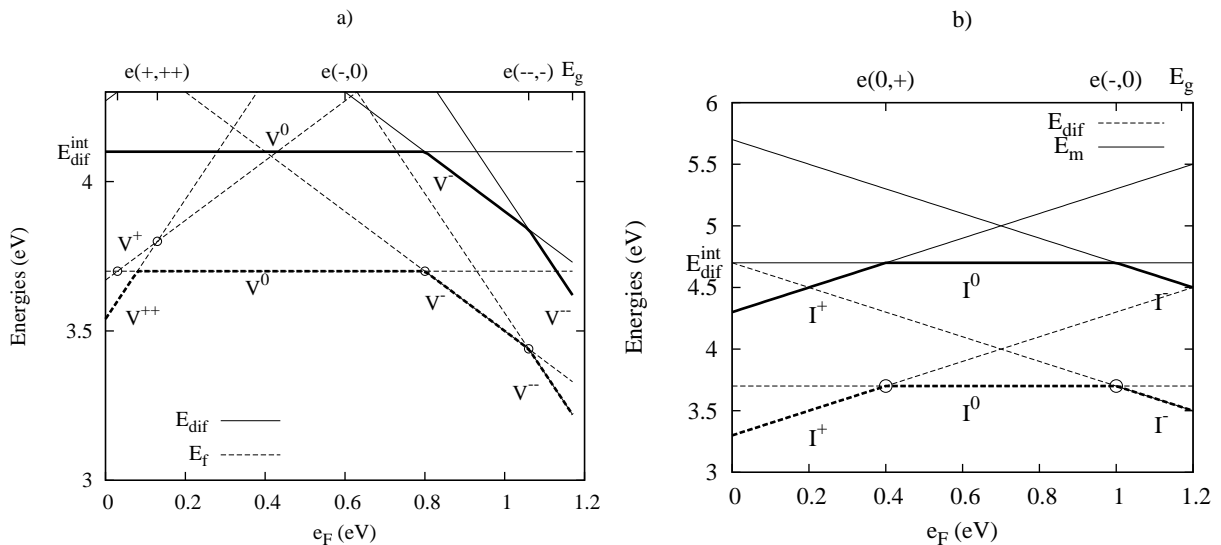 a)
e(+,++) e(-,0) e(--,-) E_g
E_dif^int
4
3.5
3
Energies (eV)
V^0
V^-
V^+
V^0
V^++
V^-
V^--
V^--
E_dif
E_f
0 0.2 0.4 0.6 0.8 1 1.2
e_F (eV)
b)
e(0,+) e(-,0) E_g
6
5.5
5
E_dif^int
4.5
4
3.5
3
Energies (eV)
E_dif
E_m
I^+
I^0
I^-
I^+
I^0
I^-
0 0.2 0.4 0.6 0.8 1 1.2
e_F (eV)